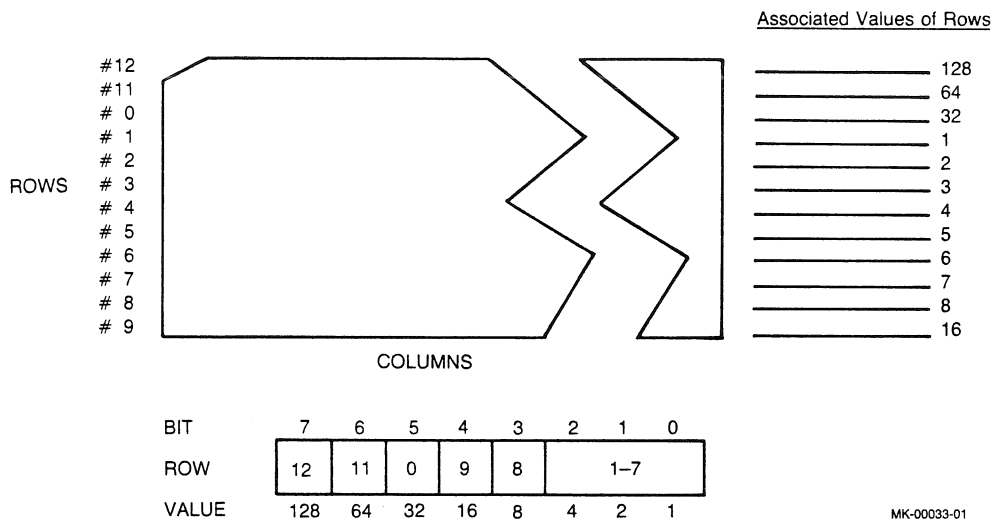 Associated Values of Rows
#12 128
#11 64
# 0 32
# 1 1
# 2 2
ROWS # 3 3
# 4 4
# 5 5
# 6 6
# 7 7
# 8 8
# 9 16
COLUMNS
BIT 7 6 5 4 3 2 1 0
ROW 12 11 0 9 8 1–7
VALUE 128 64 32 16 8 4 2 1
MK-00033-01